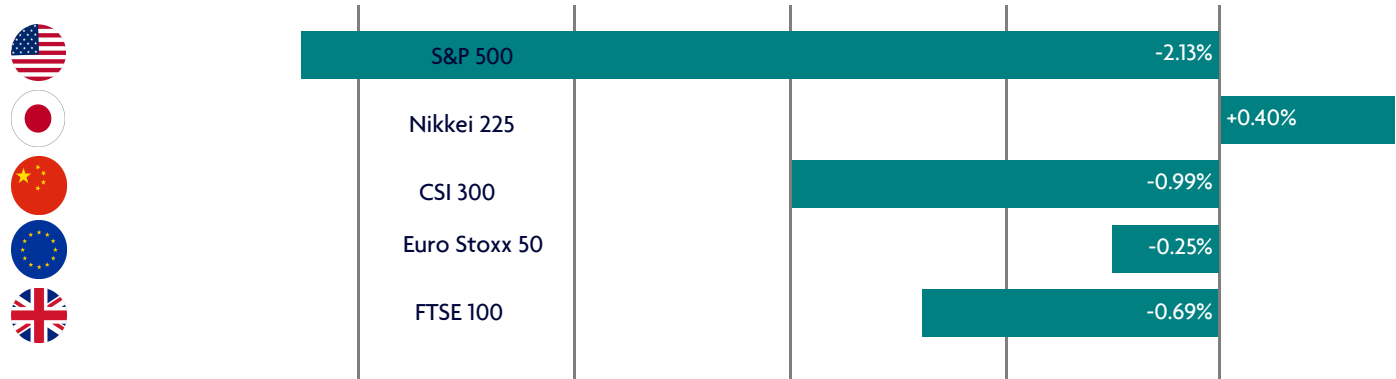 S&P 500 -2.13%
Nikkei 225 +0.40%
CSI 300 -0.99%
Euro Stoxx 50 -0.25%
FTSE 100 -0.69%